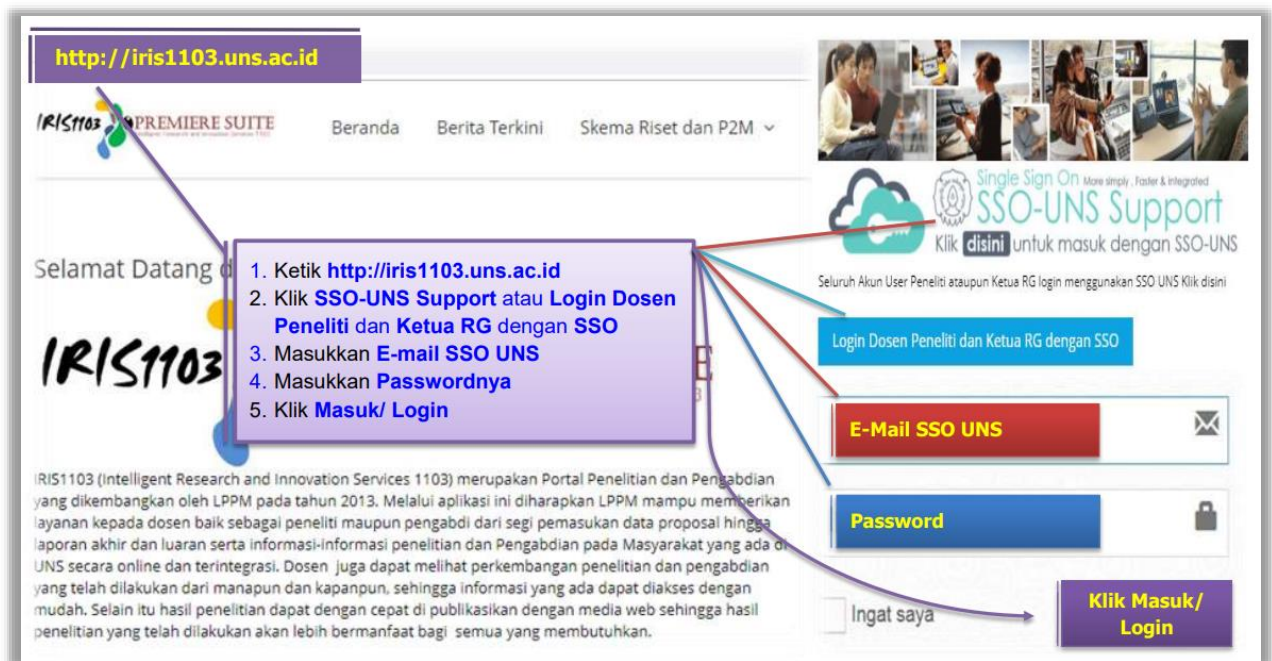 http://iris1103.uns.ac.id
IRIS1103 PREMIERE SUITE
Beranda Berita Terkini Skema Riset dan P2M
Single Sign On More simply , Faster & integrated
SSO-UNS Support
Klik disini untuk masuk dengan SSO-UNS
Seluruh Akun User Peneliti ataupun Ketua RG login menggunakan SSO UNS Klik disini
Selamat Datang d
IRIS1103
E
3
1. Ketik http://iris1103.uns.ac.id
2. Klik SSO-UNS Support atau Login Dosen
Peneliti dan Ketua RG dengan SSO
3. Masukkan E-mail SSO UNS
4. Masukkan Passwordnya
5. Klik Masuk/ Login
Login Dosen Peneliti dan Ketua RG dengan SSO
E-Mail SSO UNS
Password
Ingat saya
Klik Masuk/
Login
IRIS1103 (Intelligent Research and Innovation Services 1103) merupakan Portal Penelitian dan Pengabdian
yang dikembangkan oleh LPPM pada tahun 2013. Melalui aplikasi ini diharapkan LPPM mampu memberikan
layanan kepada dosen baik sebagai peneliti maupun pengabdi dari segi pemasukan data proposal hingga
laporan akhir dan luaran serta informasi-informasi penelitian dan Pengabdian pada Masyarakat yang ada di
UNS secara online dan terintegrasi. Dosen juga dapat melihat perkembangan penelitian dan pengabdian
yang telah dilakukan dari manapun dan kapanpun, sehingga informasi yang ada dapat diakses dengan
mudah. Selain itu hasil penelitian dapat dengan cepat di publikasikan dengan media web sehingga hasil
penelitian yang telah dilakukan akan lebih bermanfaat bagi semua yang membutuhkan.